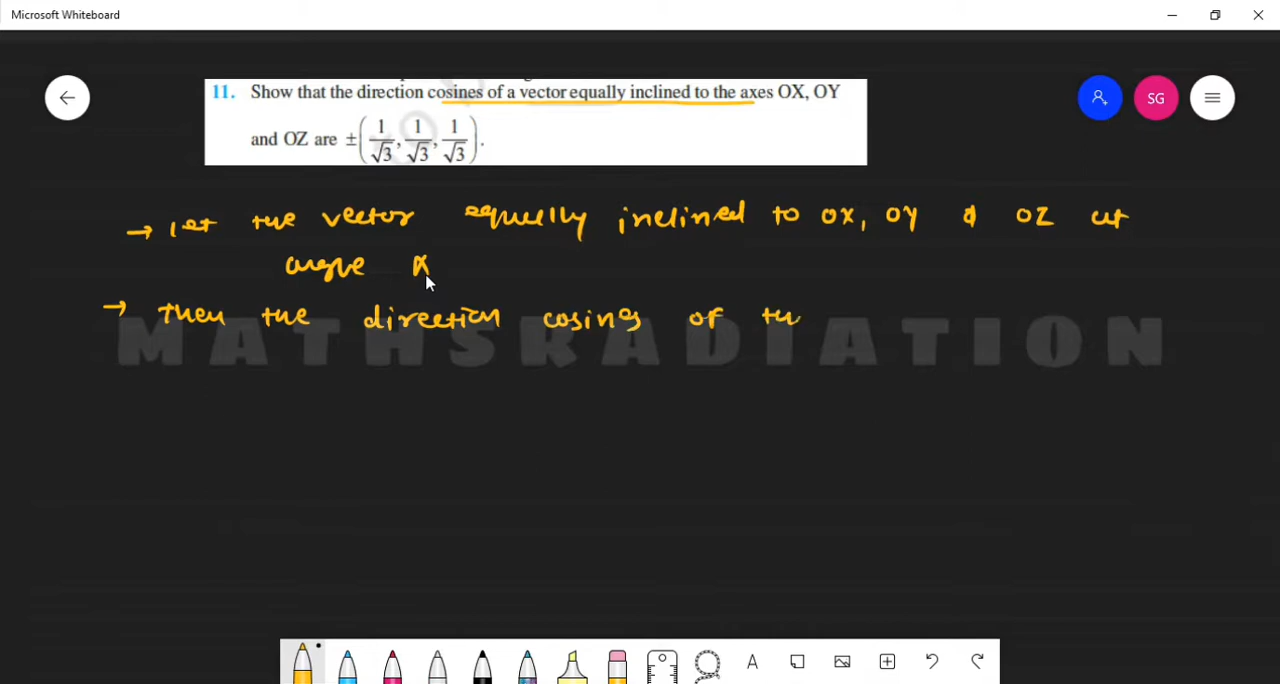 Microsoft Whiteboard
SG
11. Show that the direction cosines of a vector equally inclined to the axes OX, OY
and OZ are ±(1/√3, 1/√3, 1/√3).
→ let the vector equally inclined to OX, OY & OZ at
angle α
→ then the direction cosines of the
MATHSRADIATION
A